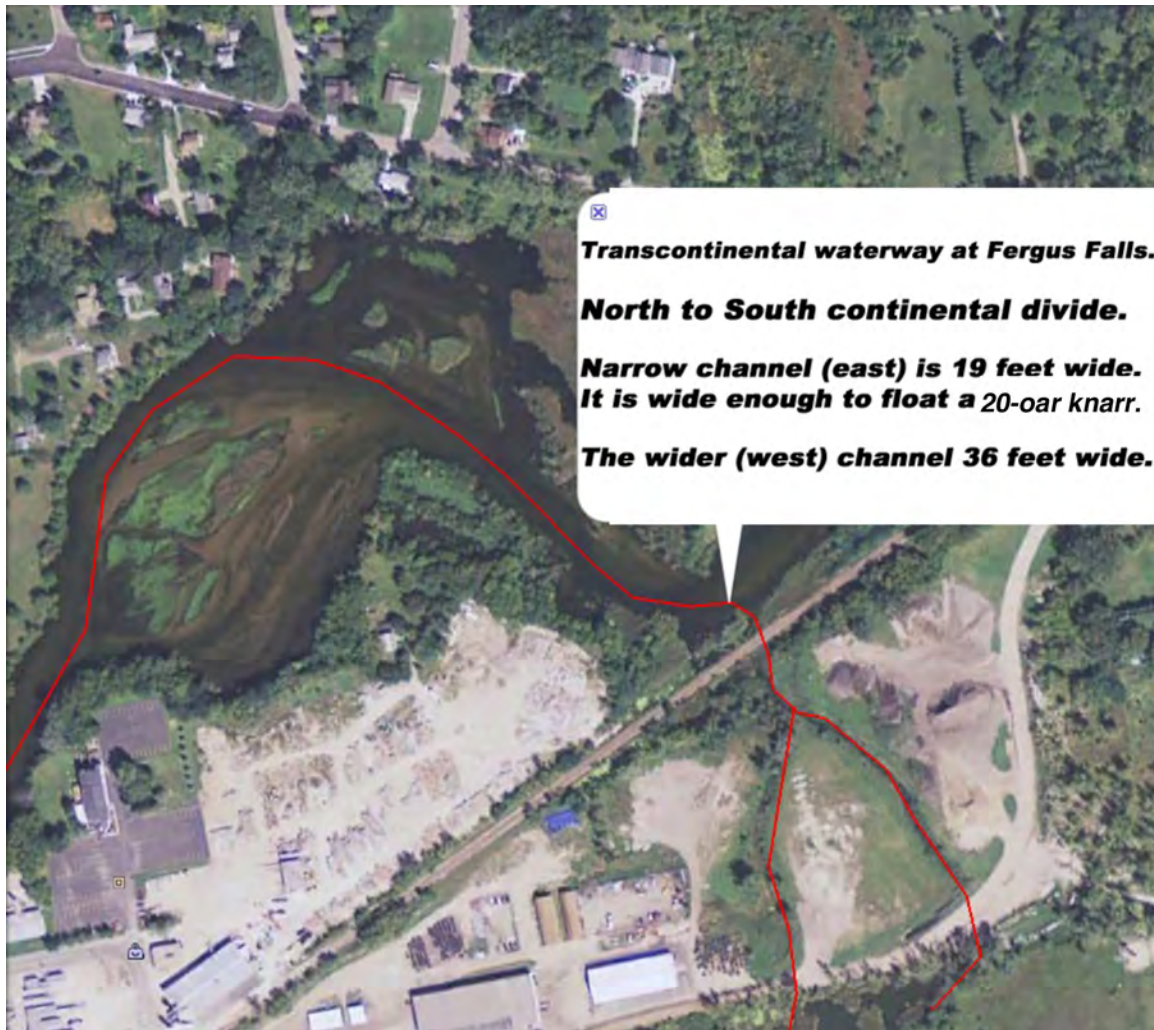 Transcontinental waterway at Fergus Falls.
North to South continental divide.
Narrow channel (east) is 19 feet wide.
It is wide enough to float a 20-oar knarr.
The wider (west) channel 36 feet wide.